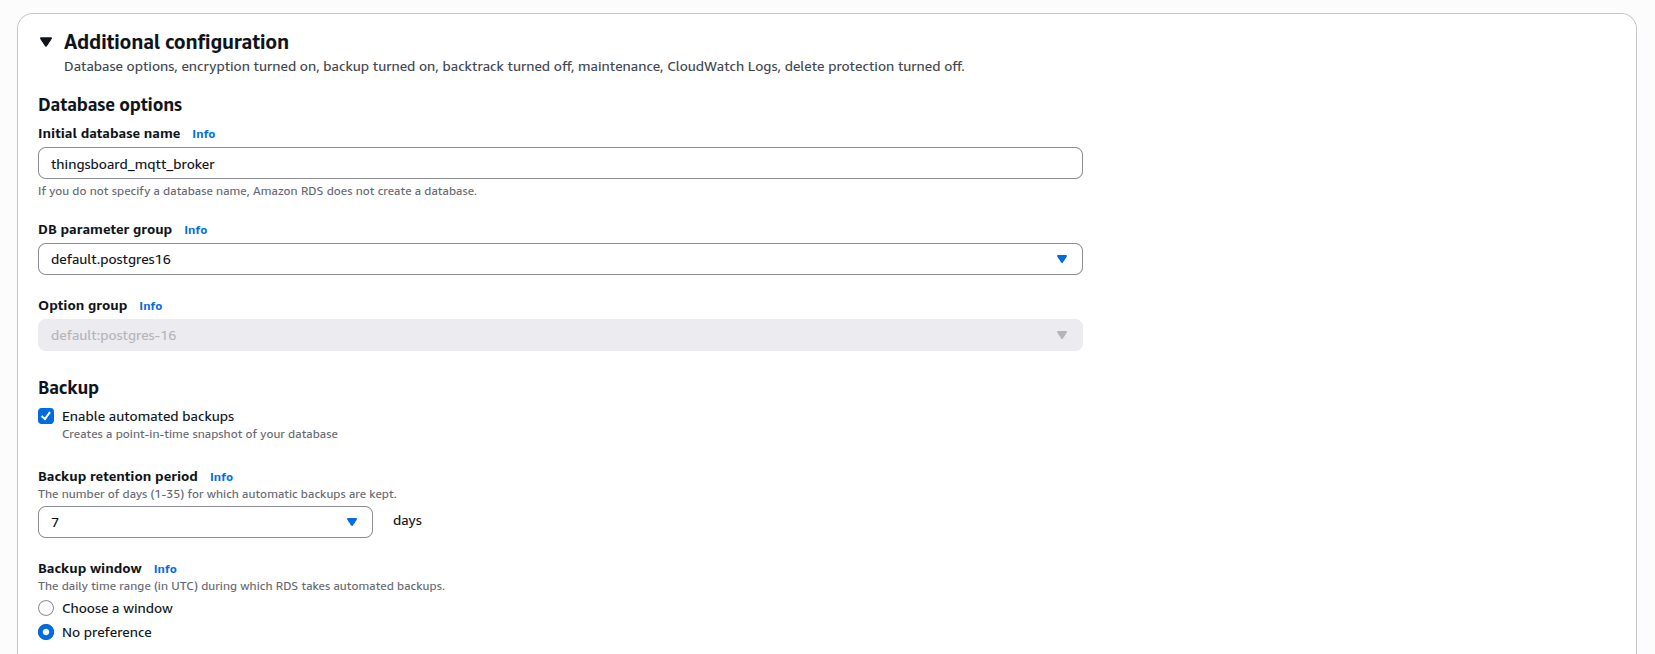 Additional configuration
Database options, encryption turned on, backup turned on, backtrack turned off, maintenance, CloudWatch Logs, delete protection turned off.
Database options
Initial database name Info
thingsboard_mqtt_broker
If you do not specify a database name, Amazon RDS does not create a database.
DB parameter group Info
default.postgres16
Option group Info
default:postgres-16
Backup
Enable automated backups
Creates a point-in-time snapshot of your database
Backup retention period Info
The number of days (1-35) for which automatic backups are kept.
7 days
Backup window Info
The daily time range (in UTC) during which RDS takes automated backups.
Choose a window
No preference